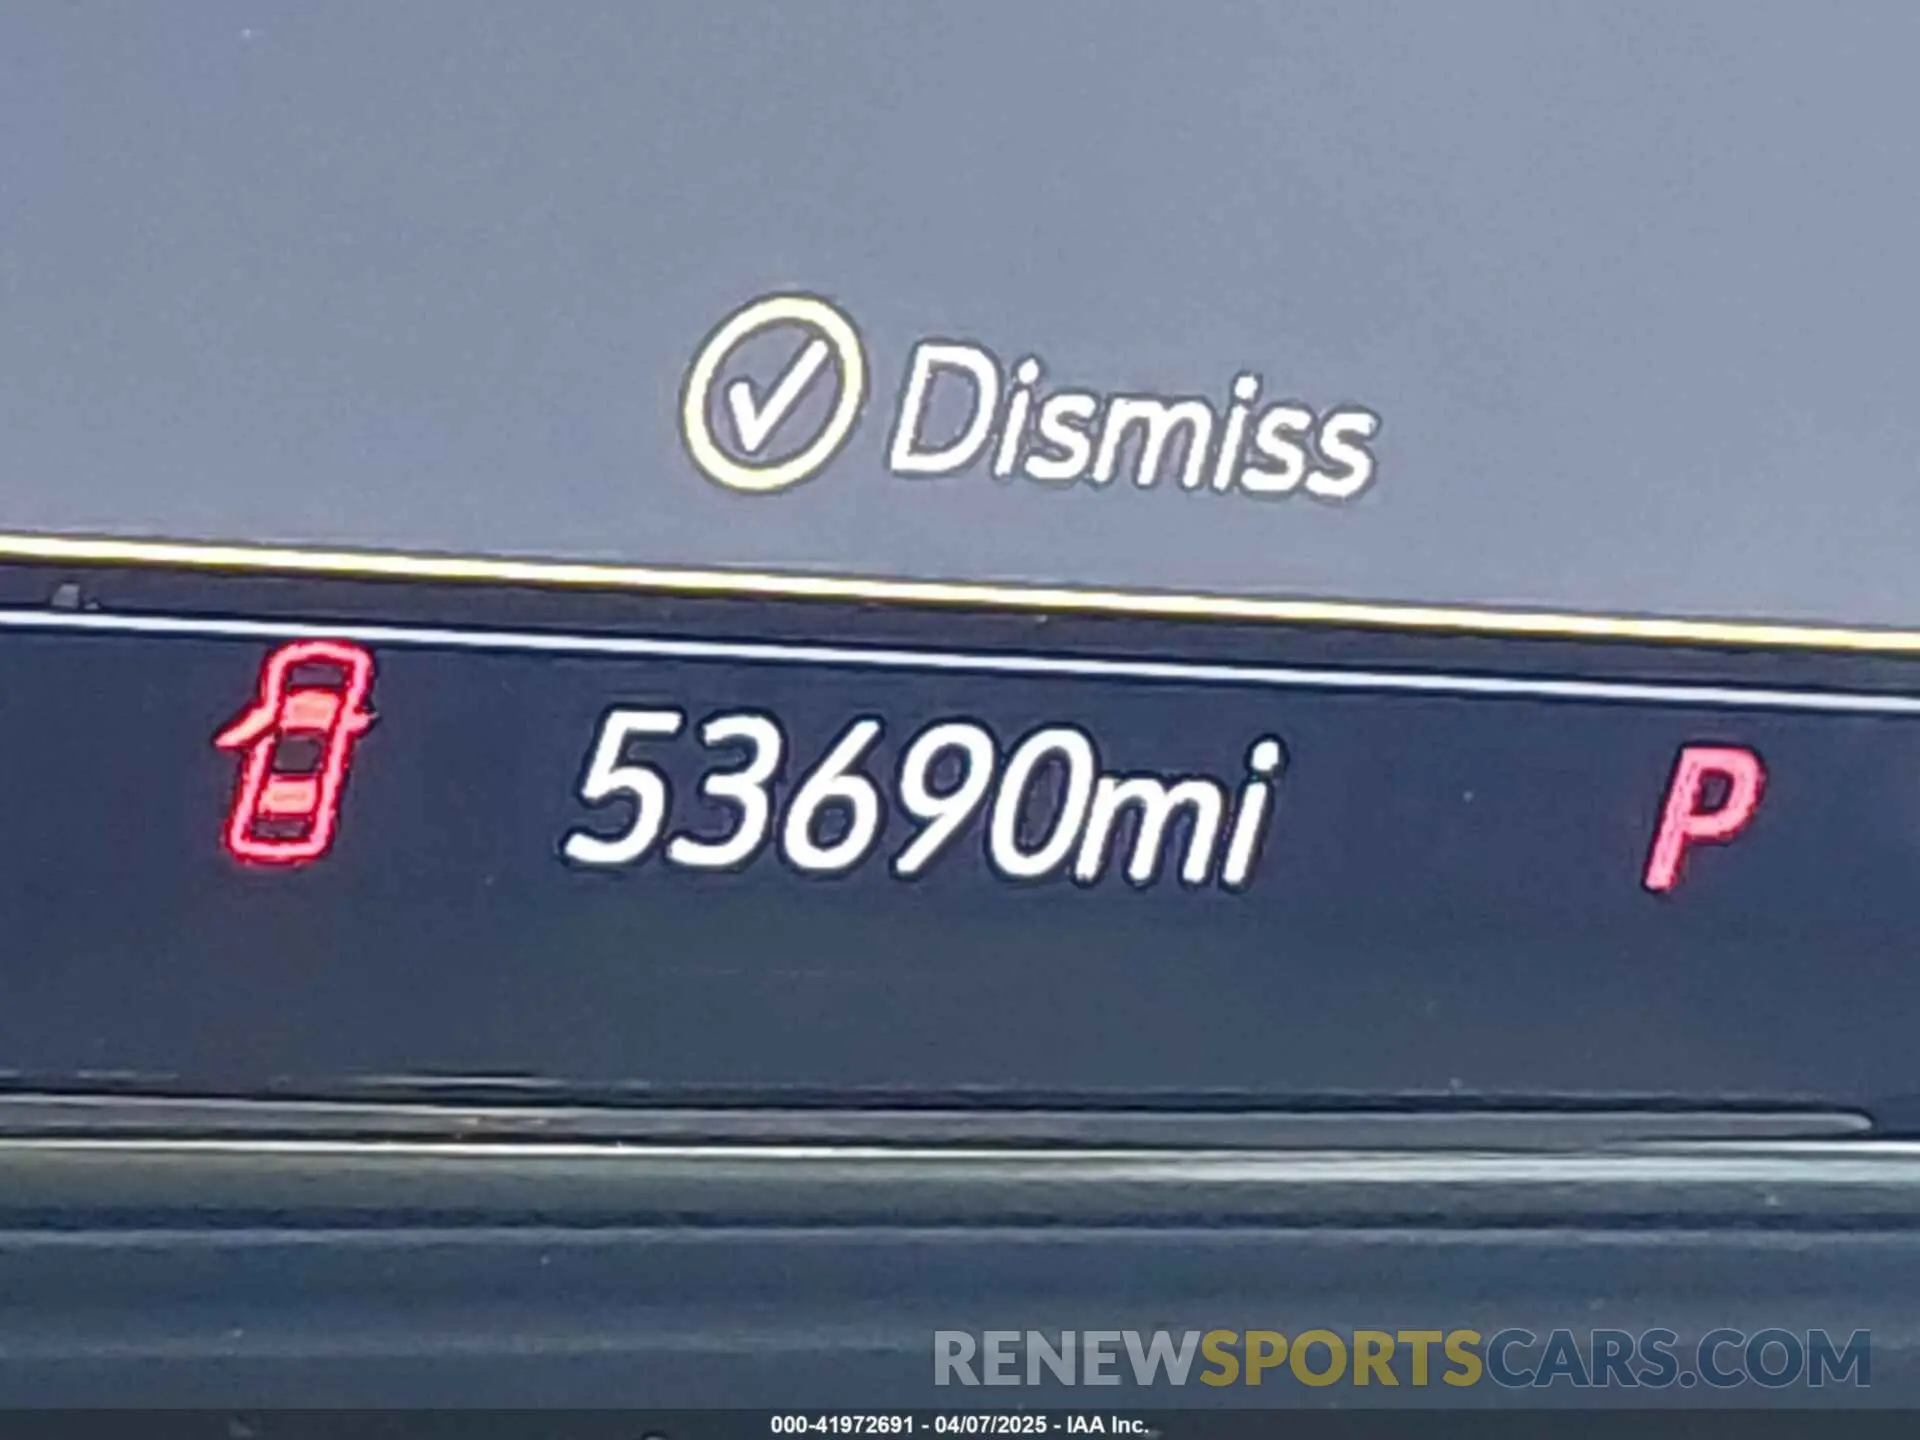 Dismiss
53690mi P
RENEWSPORTSCARS.COM
000-41972691 - 04/07/2025 - IAA Inc.